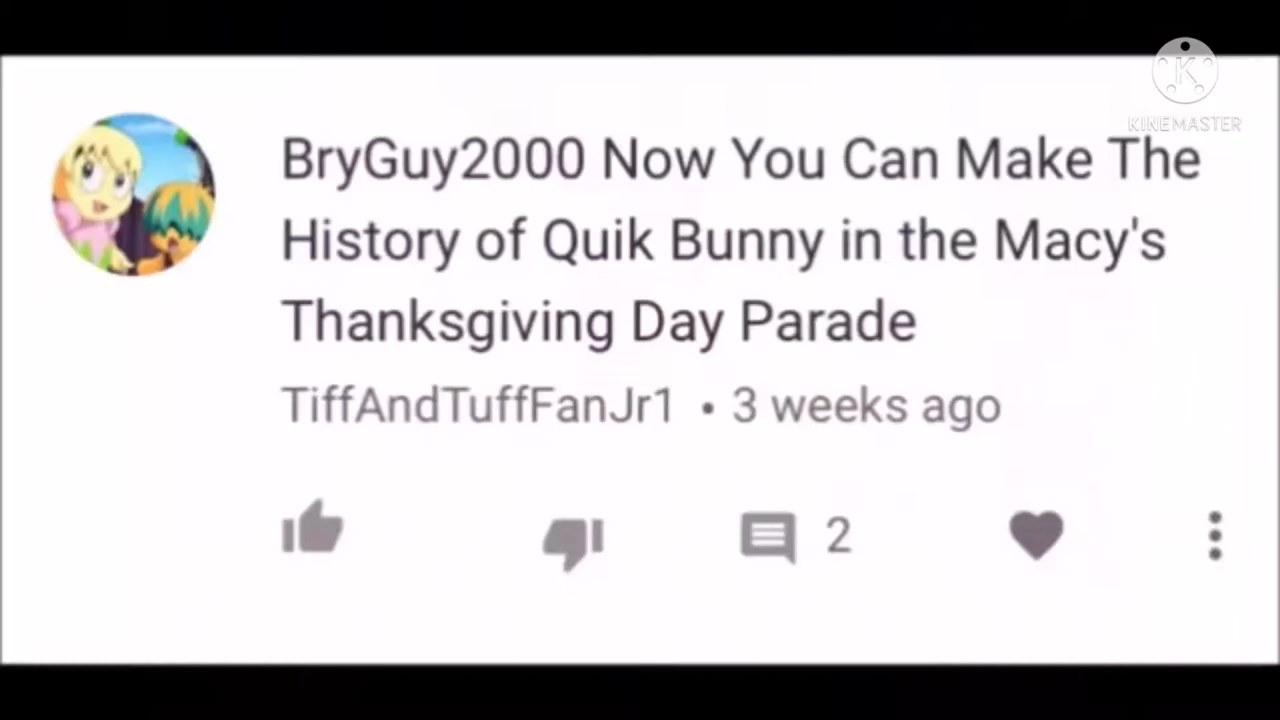 KINEMASTER
BryGuy2000 Now You Can Make The
History of Quik Bunny in the Macy's
Thanksgiving Day Parade
TiffAndTuffFanJr1 • 3 weeks ago
2